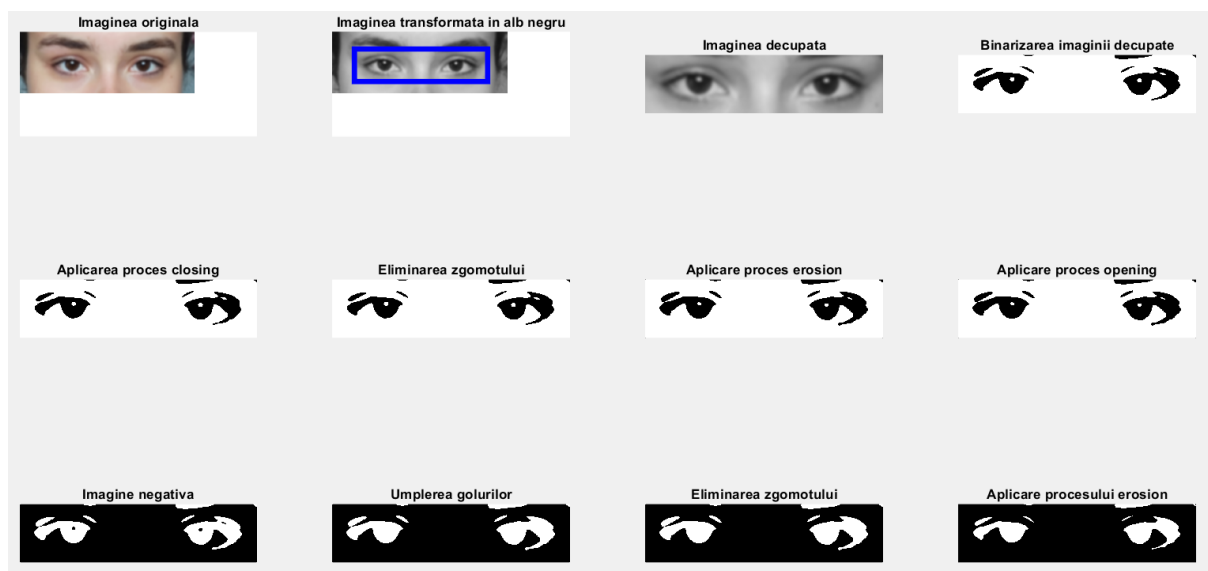 Imaginea originala
Imaginea transformata in alb negru
Imaginea decupata
Binarizarea imaginii decupate
Aplicarea proces closing
Eliminarea zgomotului
Aplicare proces erosion
Aplicare proces opening
Imagine negativa
Umplerea golurilor
Eliminarea zgomotului
Aplicare procesului erosion